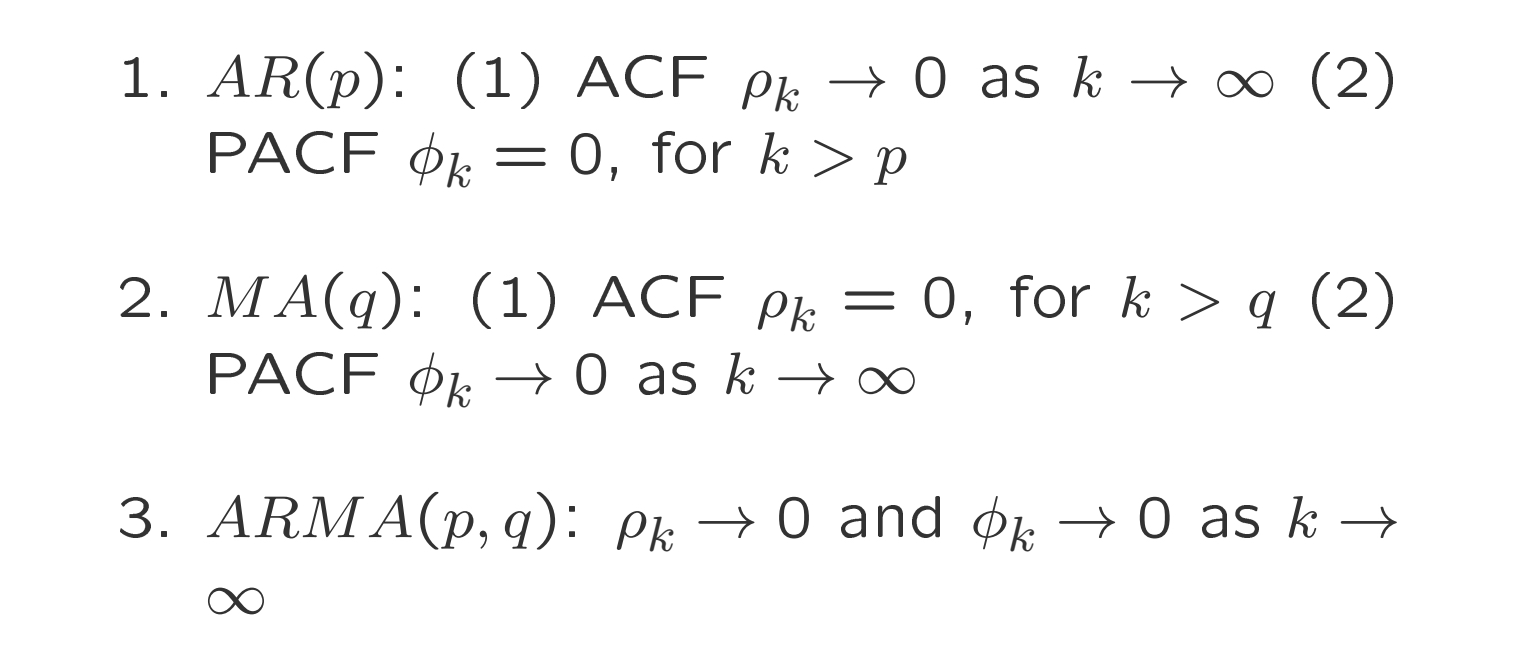 1. AR(p): (1) ACF ρ_k → 0 as k → ∞ (2)
PACF ϕ_k = 0, for k > p
2. MA(q): (1) ACF ρ_k = 0, for k > q (2)
PACF ϕ_k → 0 as k → ∞
3. ARMA(p, q): ρ_k → 0 and ϕ_k → 0 as k →
∞